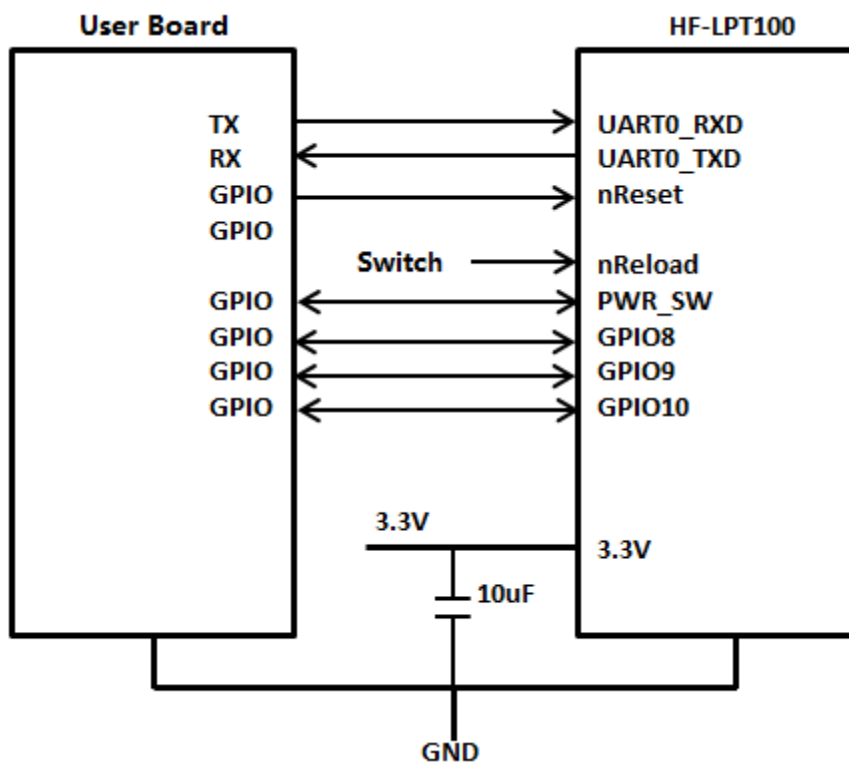 User Board
HF-LPT100
TX
UART0_RXD
RX
UART0_TXD
GPIO
nReset
GPIO
Switch
nReload
GPIO
PWR_SW
GPIO
GPIO8
GPIO
GPIO9
GPIO
GPIO10
3.3V
3.3V
10uF
GND